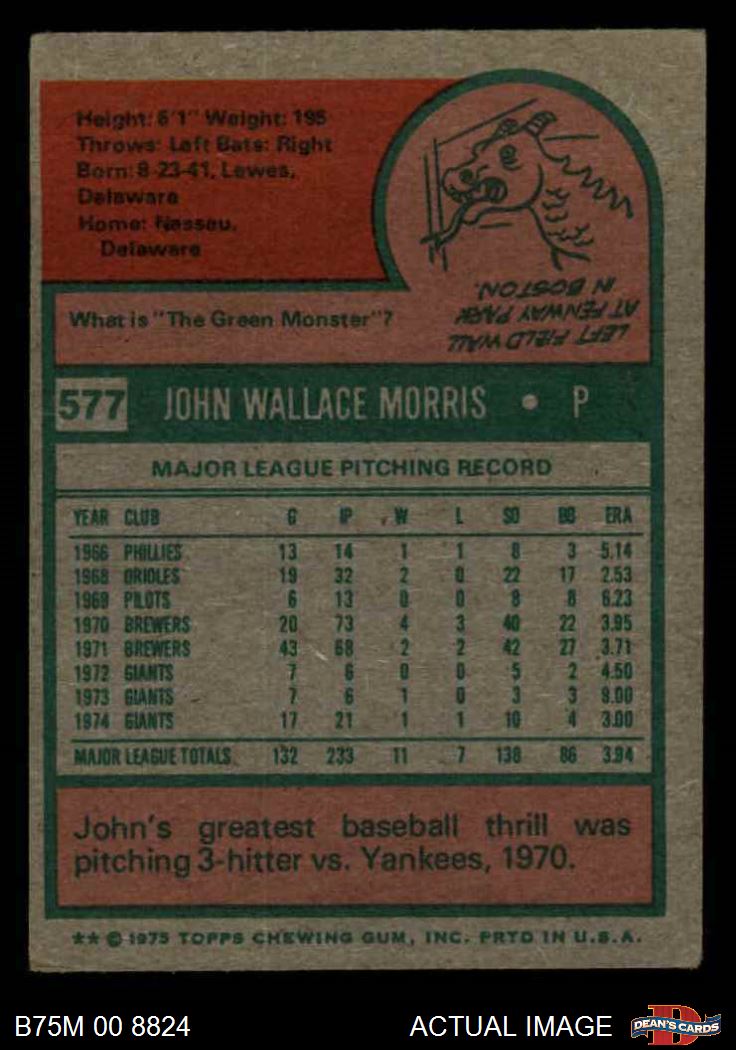 Height: 6'1" Weight: 195
Throws: Left Bats: Right
Born: 8-23-41, Lewes,
Delaware
Home: Nassau,
Delaware
What is "The Green Monster"?
LEFT FIELD WALL
AT FENWAY PARK
IN BOSTON.
577 JOHN WALLACE MORRIS • P
MAJOR LEAGUE PITCHING RECORD
YEAR CLUB G IP W L SO BB ERA
1966 PHILLIES 13 14 1 1 8 3 5.14
1968 ORIOLES 19 32 2 0 22 17 2.53
1969 PILOTS 6 13 0 0 8 8 6.23
1970 BREWERS 20 73 4 3 40 22 3.95
1971 BREWERS 43 68 2 2 42 27 3.71
1972 GIANTS 7 6 0 0 5 2 4.50
1973 GIANTS 7 6 1 0 3 3 9.00
1974 GIANTS 17 21 1 1 10 4 3.00
MAJOR LEAGUE TOTALS 132 233 11 7 138 86 3.94
John's greatest baseball thrill was
pitching 3-hitter vs. Yankees, 1970.
** © 1975 TOPPS CHEWING GUM, INC. PRTD IN U.S.A.
B75M 00 8824 ACTUAL IMAGE D DEAN'S CARDS